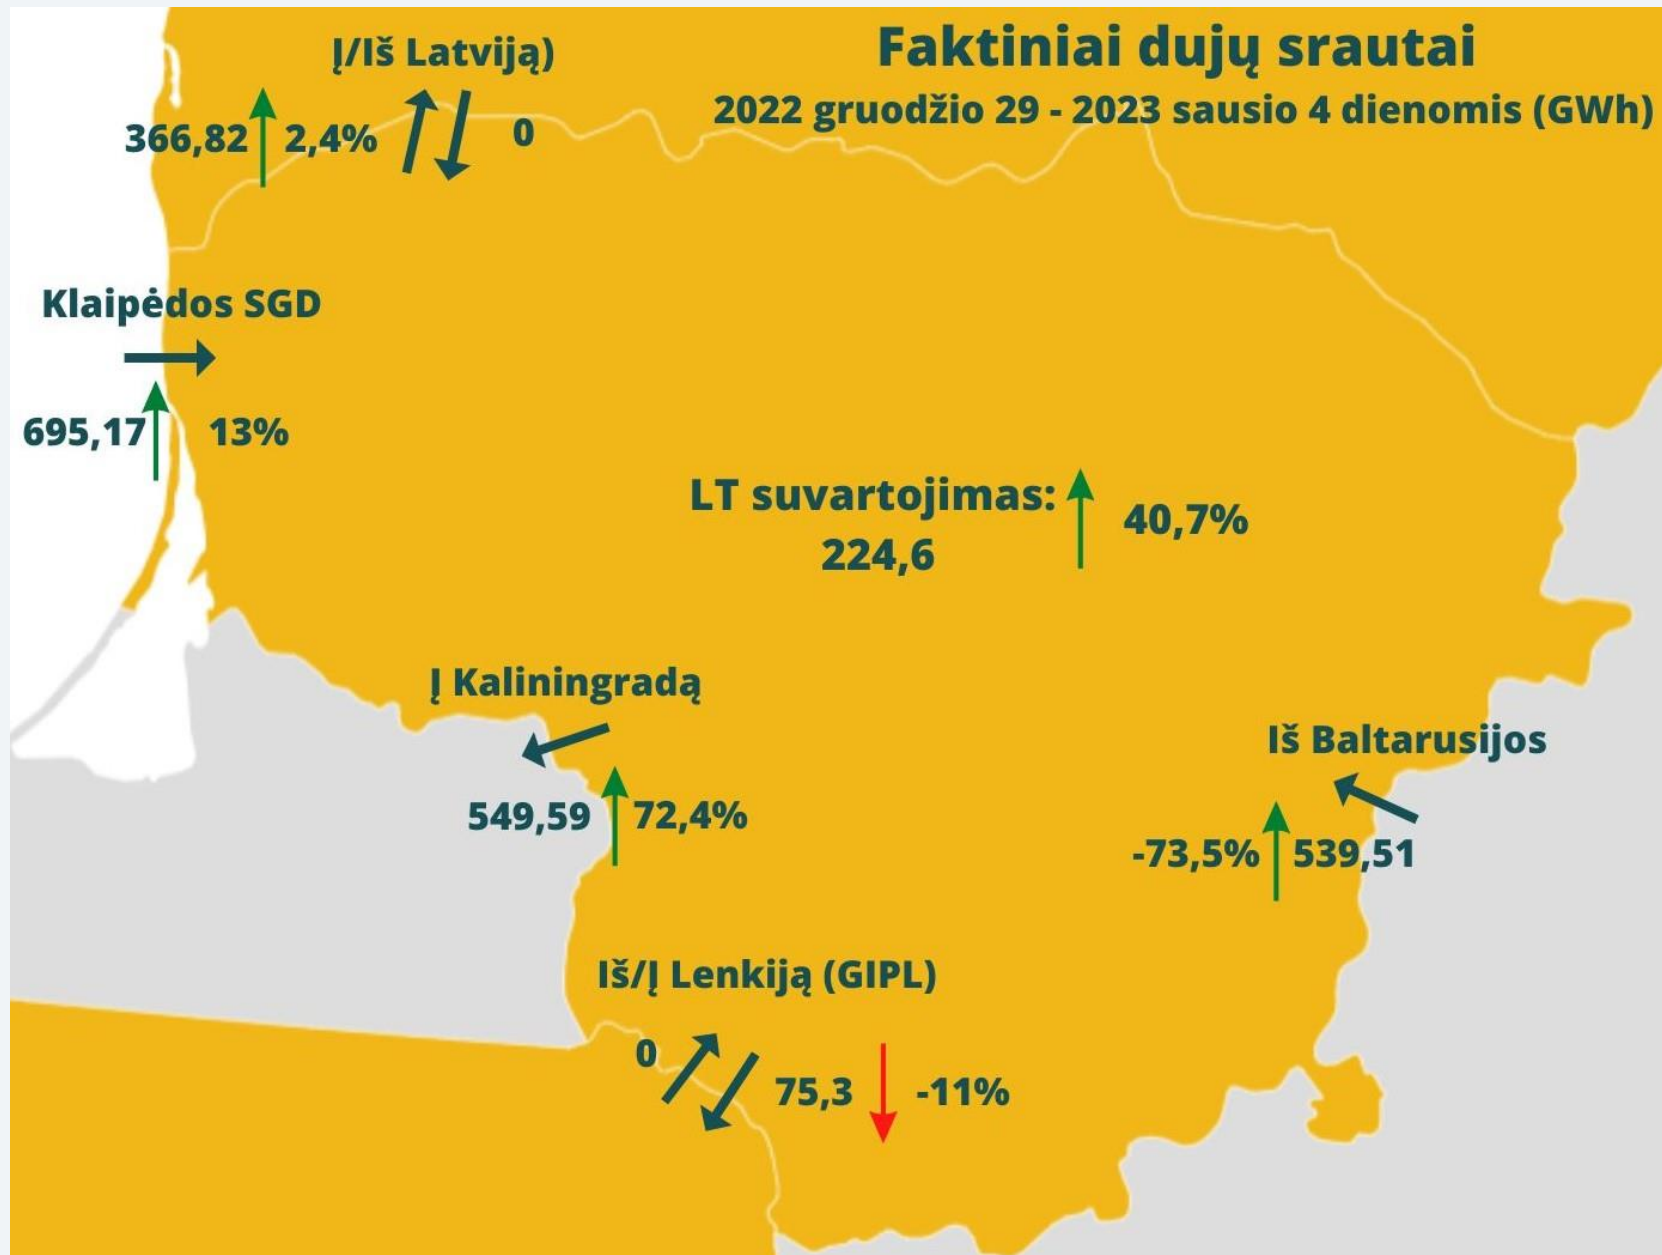 Faktiniai dujų srautai
2022 gruodžio 29 - 2023 sausio 4 dienomis (GWh)
Į/Iš Latviją)
366,82 2,4% 0
Klaipėdos SGD
695,17 13%
LT suvartojimas:
224,6
40,7%
Į Kaliningradą
549,59 72,4%
Iš Baltarusijos
-73,5% 539,51
Iš/Į Lenkiją (GIPL)
0
75,3 -11%